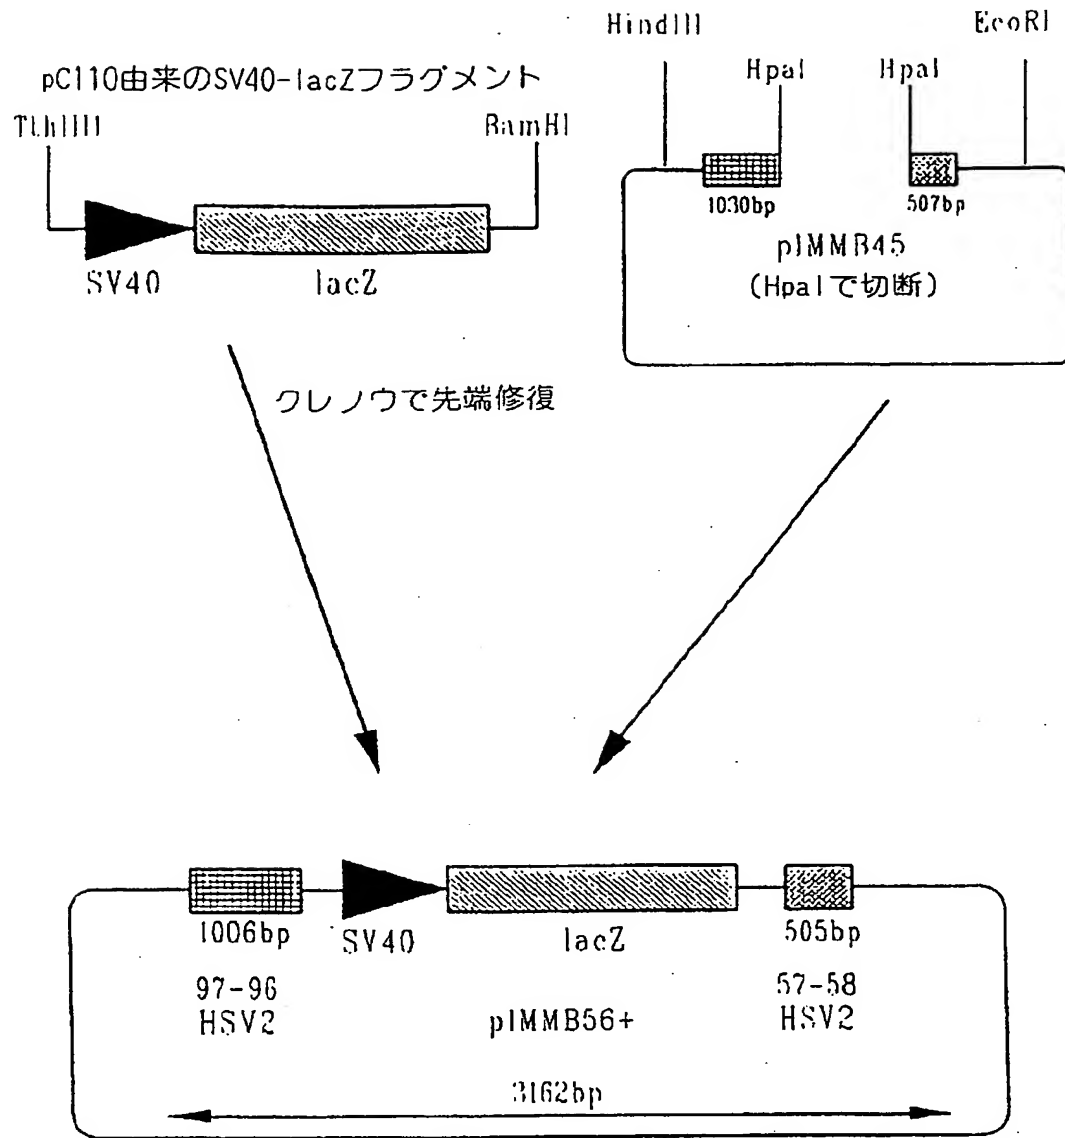 pC110由来のSV40-lacZフラグメント
Tth1111
BamHI
SV40
lacZ
HindIII
EcoRI
HpaI
HpaI
1030bp
507bp
pIMMB45
(HpaIで切断)
クレノウで先端修復
1006bp
SV40
lacZ
505bp
97-96
HSV2
pIMMB56+
57-58
HSV2
3162bp